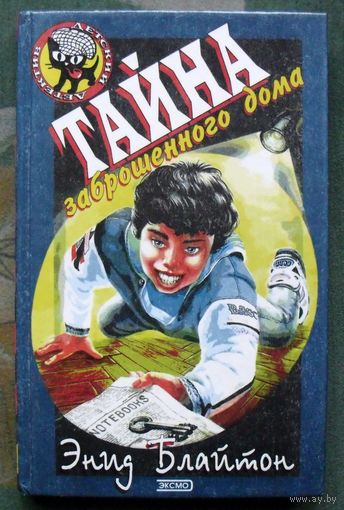 ДЕТСКИЙ
ДЕТЕКТИВ
ТАЙНА
заброшенного дома
NOTEBOOKS
Энид Блайтон
ЭКСМО
www.ay.by